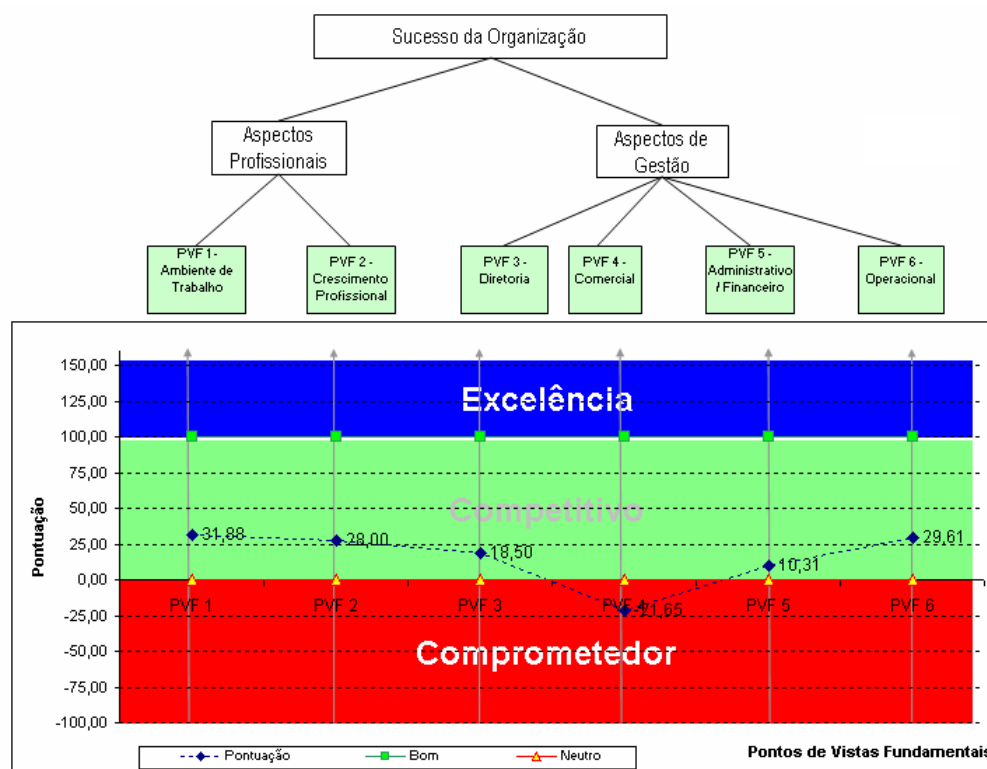 Sucesso da Organização
Aspectos
Profissionais
Aspectos de
Gestão
PVF 1-
Ambiente de
Trabalho
PVF 2 -
Crescimento
Profissional
PVF 3 -
Diretoria
PVF 4 -
Comercial
PVF 5 -
Administrativo
/ Financeiro
PVF 6 -
Operacional
Pontuação
150,00
125,00
100,00
75,00
50,00
25,00
0,00
-25,00
-50,00
-75,00
-100,00
Excelência
Competitivo
31,88
28,00
18,50
-21,65
10,31
29,61
PVF 1
PVF 2
PVF 3
PVF 4
PVF 5
PVF 6
Comprometedor
Pontuação
Bom
Neutro
Pontos de Vistas Fundamentais